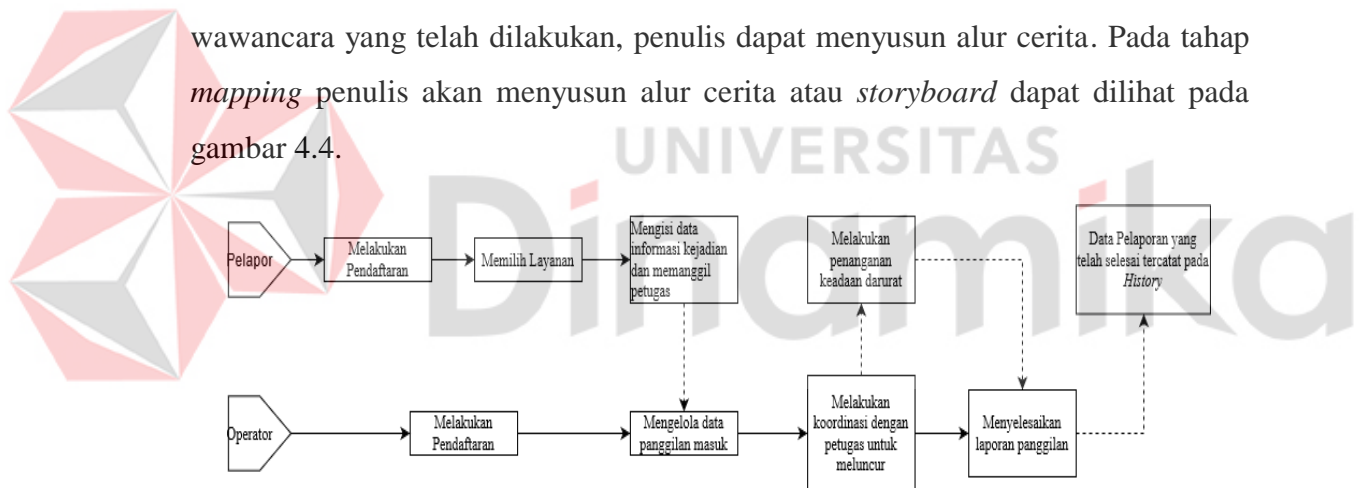 wawancara yang telah dilakukan, penulis dapat menyusun alur cerita. Pada tahap
mapping penulis akan menyusun alur cerita atau storyboard dapat dilihat pada
gambar 4.4.
UNIVERSITAS
Dinamika
Pelapor
Melakukan
Pendaftaran
Memilih Layanan
Mengisi data
informasi kejadian
dan memanggil
petugas
Melakukan
penanganan
keadaan darurat
Data Pelaporan yang
telah selesai tercatat pada
History
Operator
Melakukan
Pendaftaran
Mengelola data
panggilan masuk
Melakukan
koordinasi dengan
petugas untuk
meluncur
Menyelesaikan
laporan panggilan